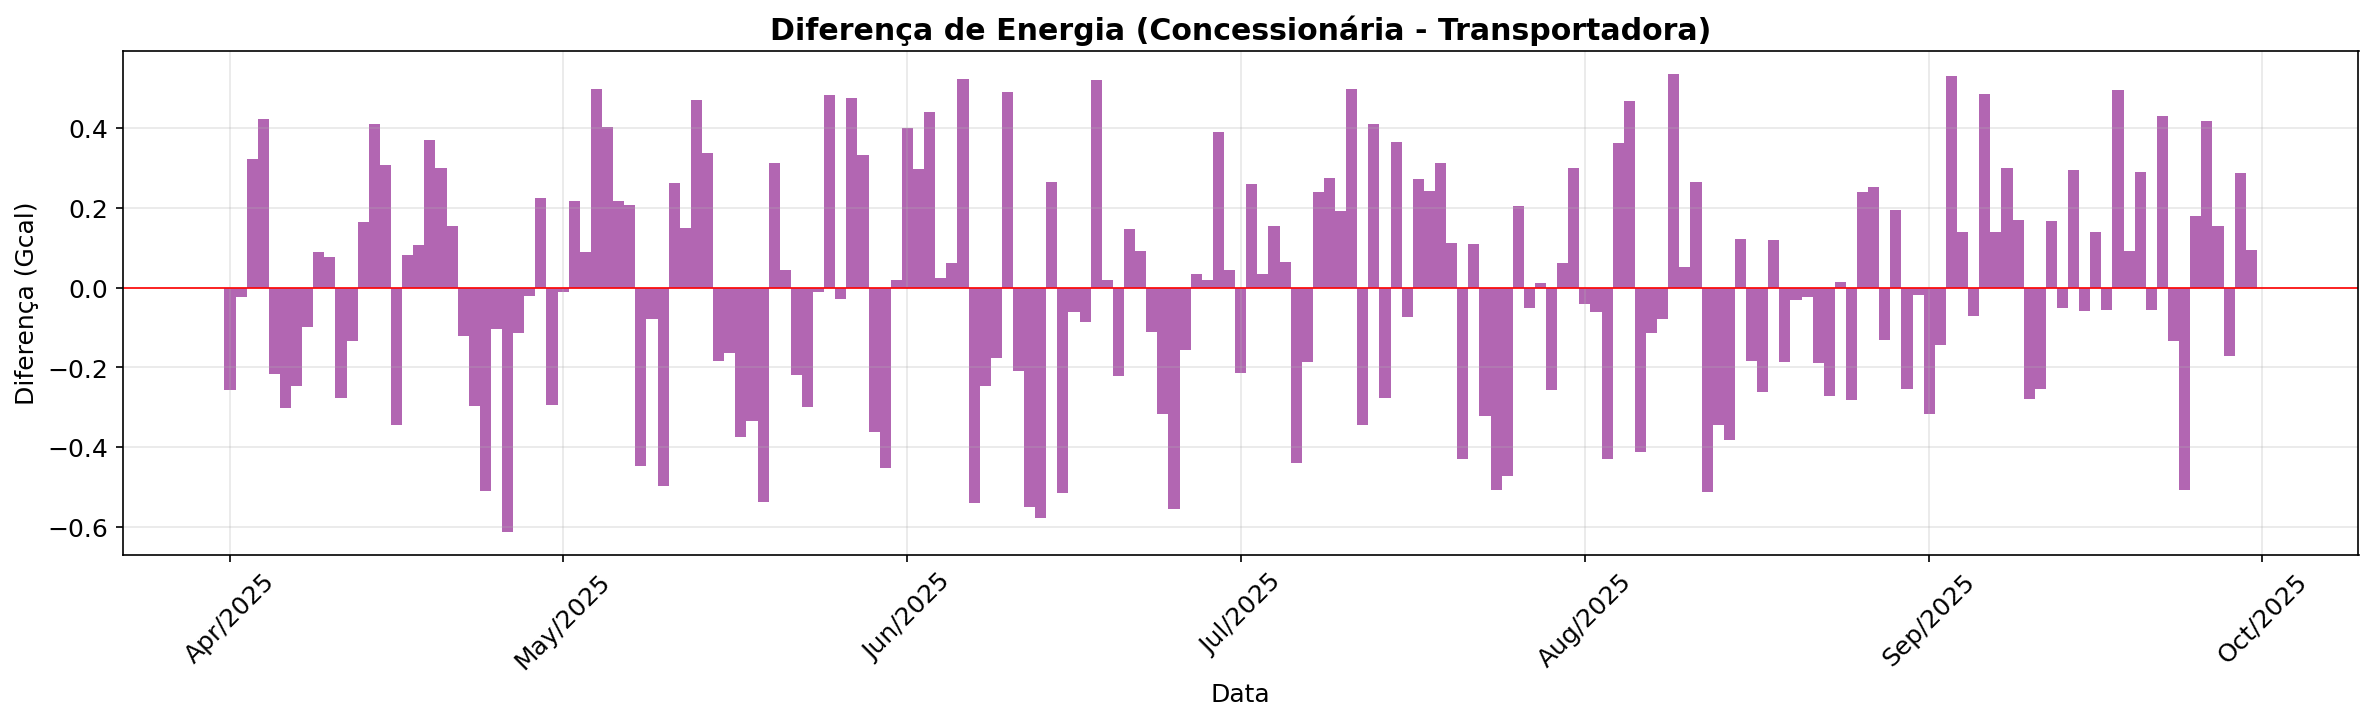 Diferença de Energia (Concessionária - Transportadora)
Diferença (Gcal)
0.4
0.2
0.0
−0.2
−0.4
−0.6
Apr/2025
May/2025
Jun/2025
Jul/2025
Aug/2025
Sep/2025
Oct/2025
Data